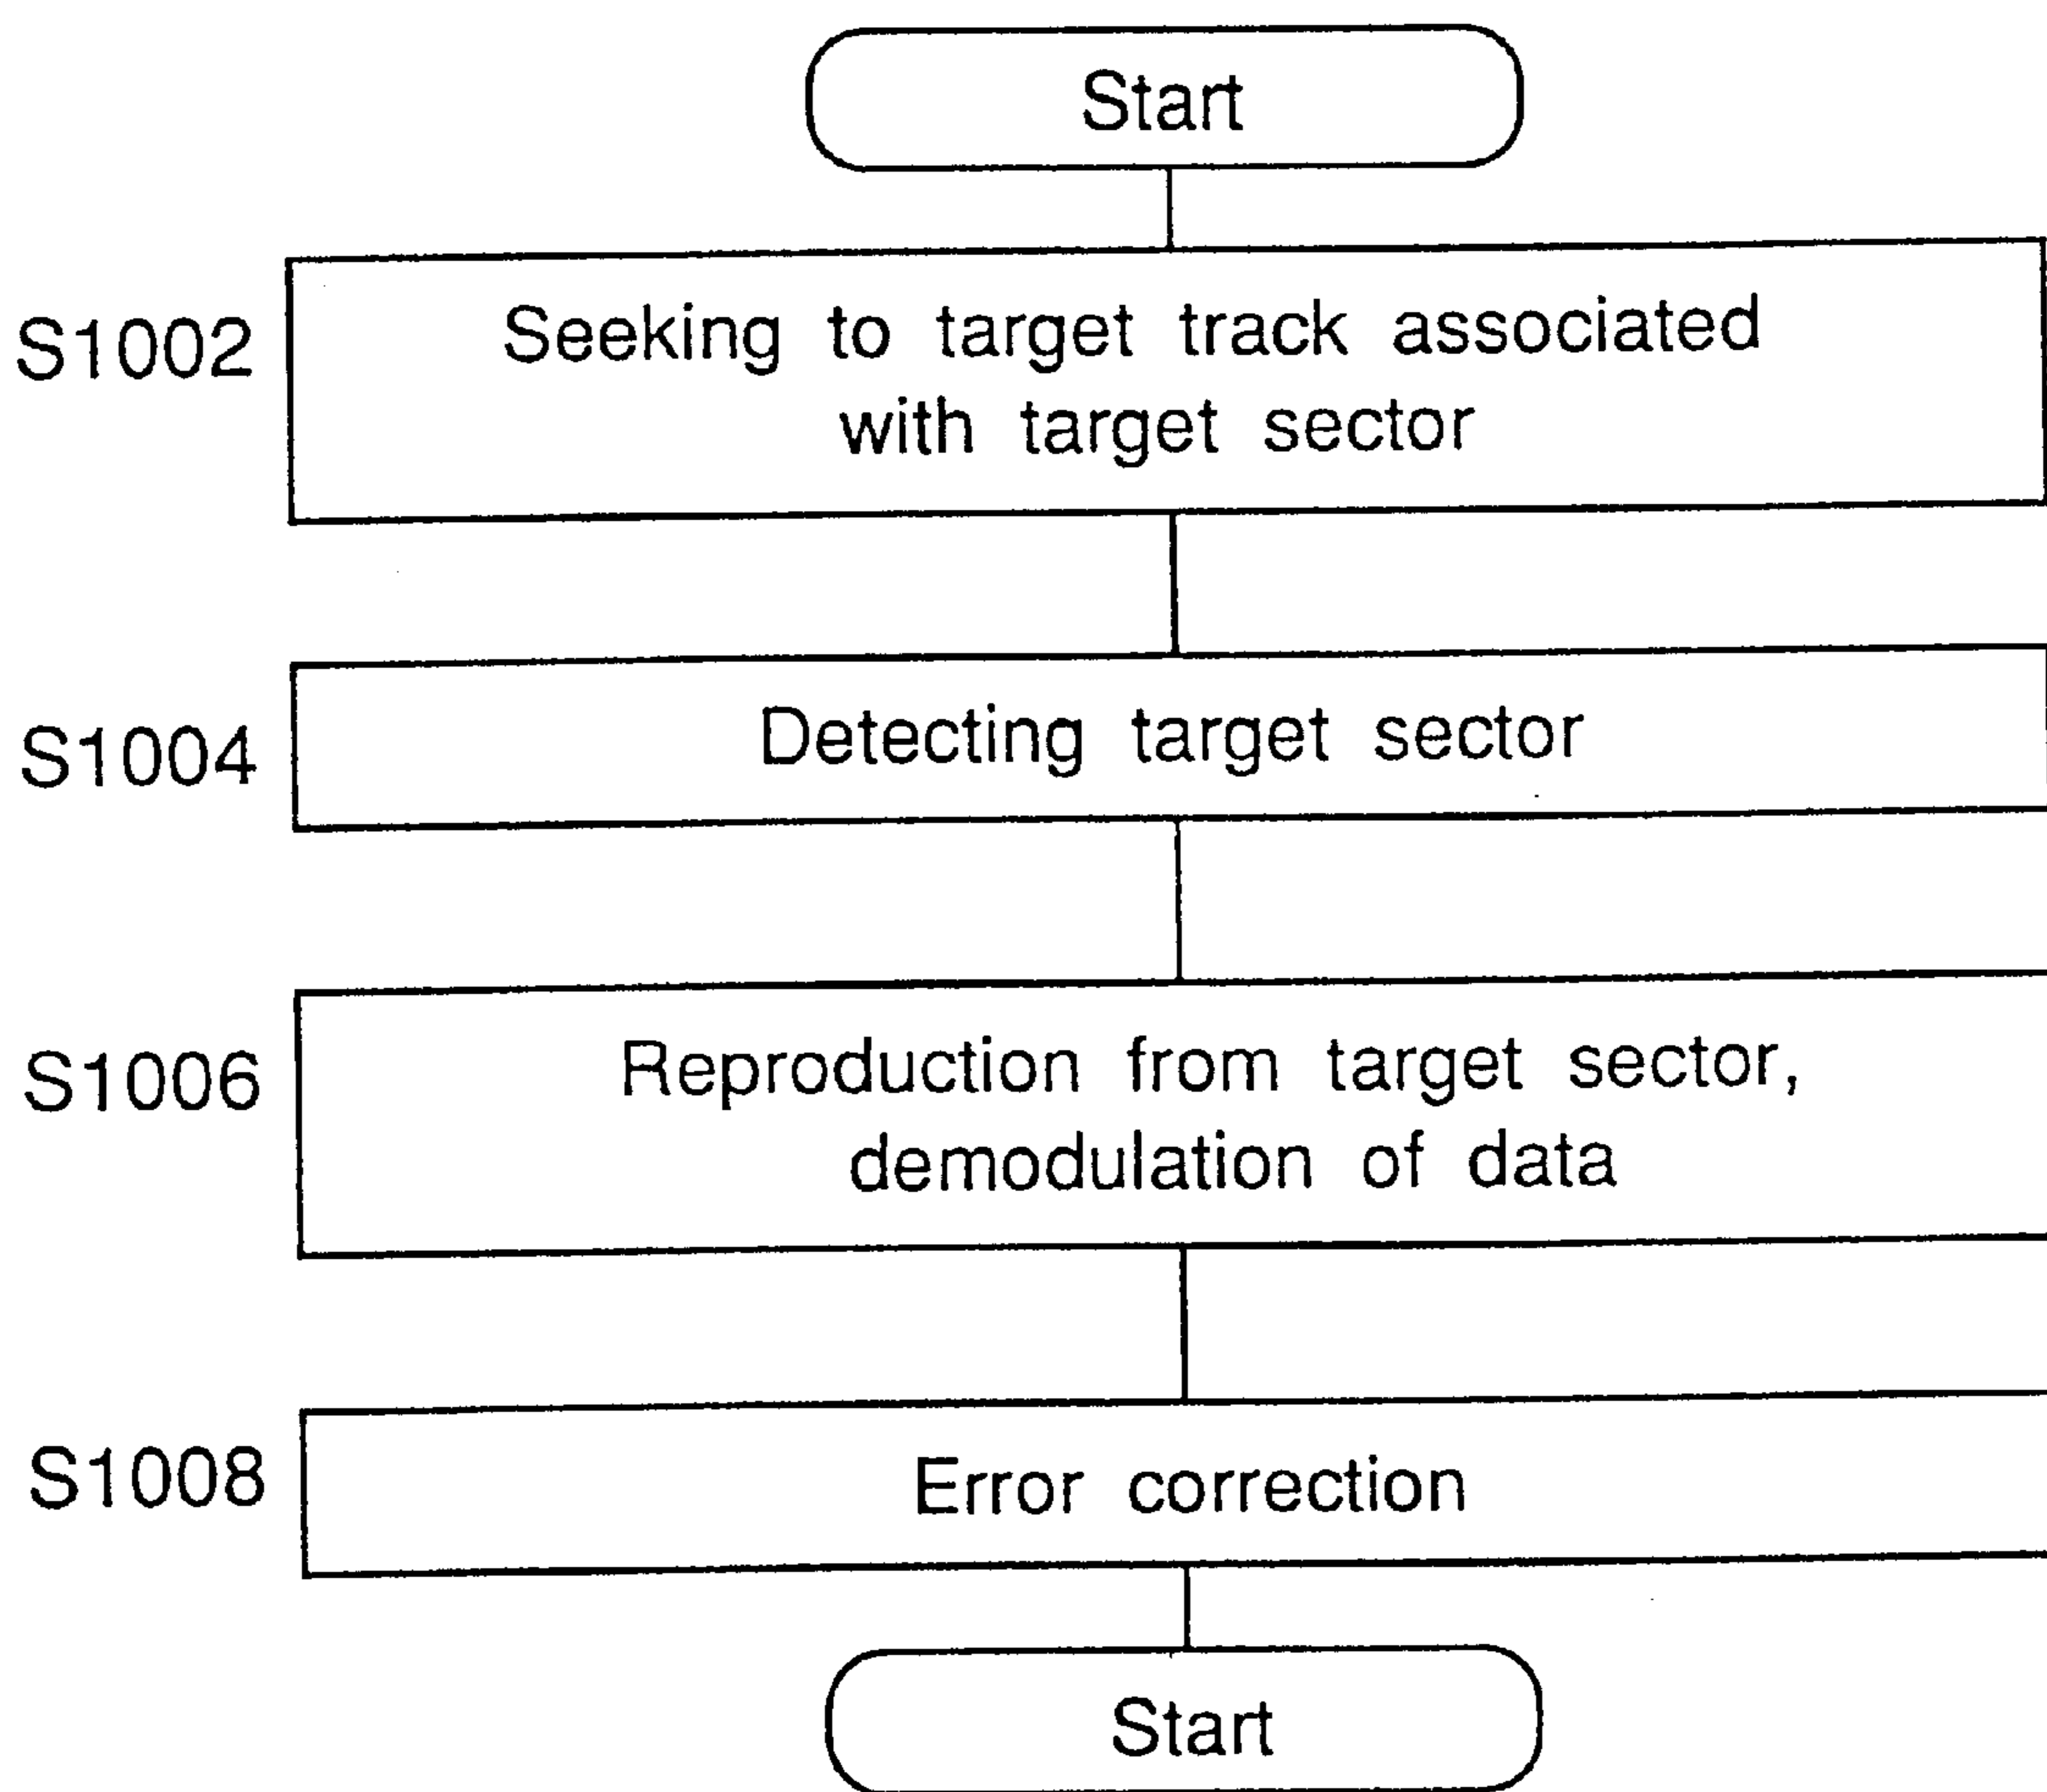 Start
S1002
Seeking to target track associated
with target sector
S1004
Detecting target sector
S1006
Reproduction from target sector,
demodulation of data
S1008
Error correction
Start